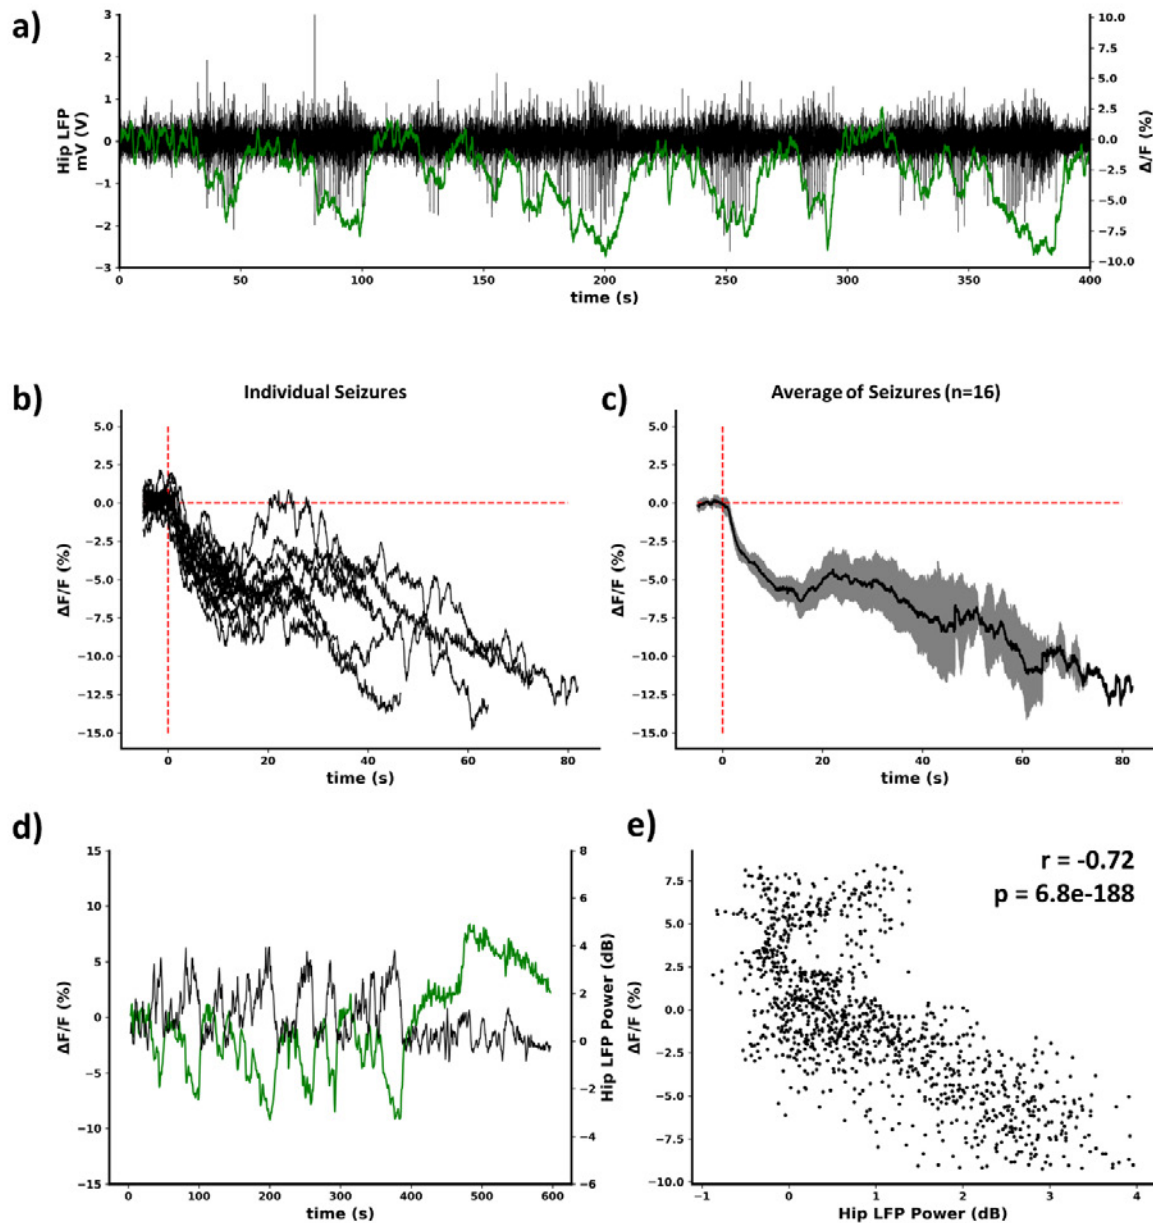 a)
3
2
1
0
−1
−2
−3
Hip LFP
mV (V)
10.0
7.5
5.0
2.5
0.0
−2.5
−5.0
−7.5
−10.0
Δ/F (%)
0 50 100 150 200 250 300 350 400
time (s)
b)
Individual Seizures
5.0
2.5
0.0
−2.5
−5.0
−7.5
−10.0
−12.5
−15.0
ΔF/F (%)
0 20 40 60 80
time (s)
c)
Average of Seizures (n=16)
5.0
2.5
0.0
−2.5
−5.0
−7.5
−10.0
−12.5
−15.0
ΔF/F (%)
0 20 40 60 80
time (s)
d)
15
10
5
0
−5
−10
−15
ΔF/F (%)
8
6
4
2
0
−2
−4
−6
Hip LFP Power (dB)
0 100 200 300 400 500 600
time (s)
e)
r = -0.72
p = 6.8e-188
7.5
5.0
2.5
0.0
−2.5
−5.0
−7.5
−10.0
ΔF/F (%)
−1 0 1 2 3 4
Hip LFP Power (dB)